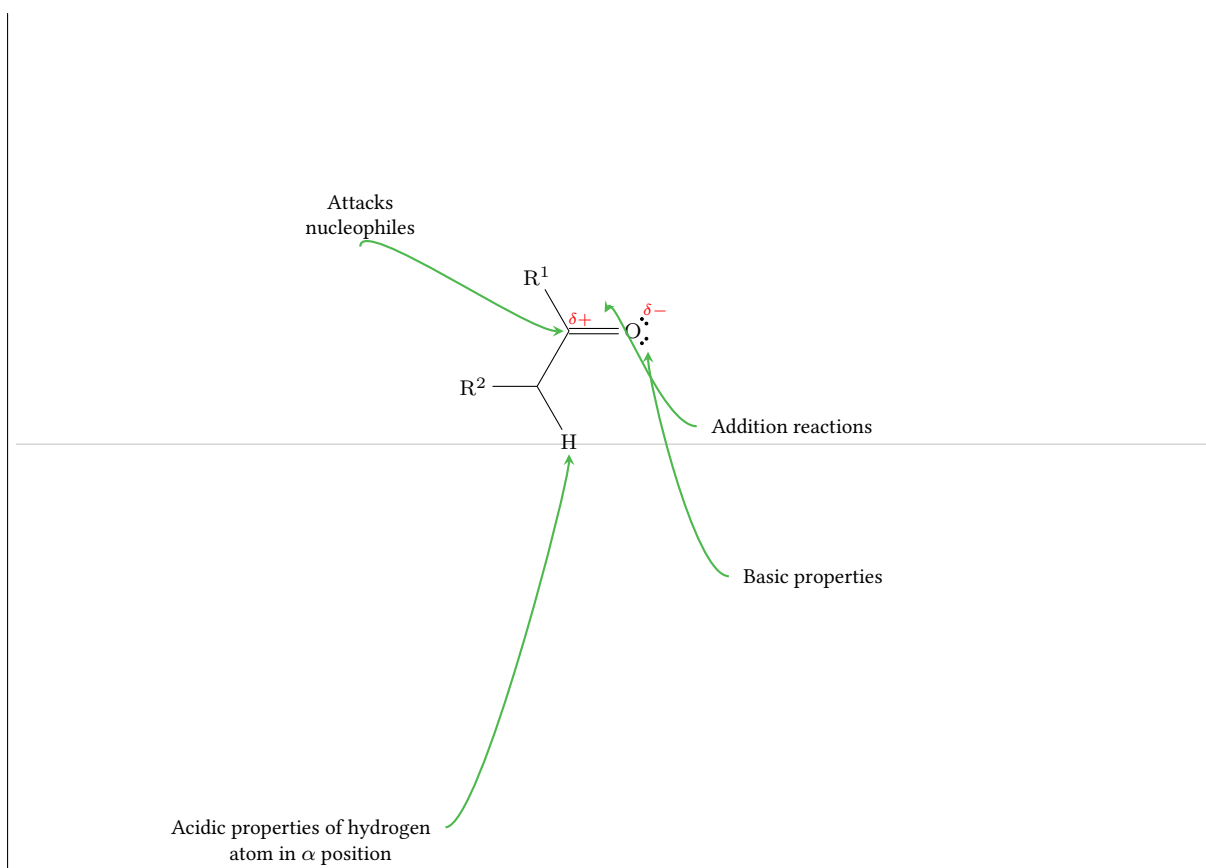 Attacks
nucleophiles
R¹
δ+
δ−
O
R²
H
Addition reactions
Basic properties
Acidic properties of hydrogen
atom in α position